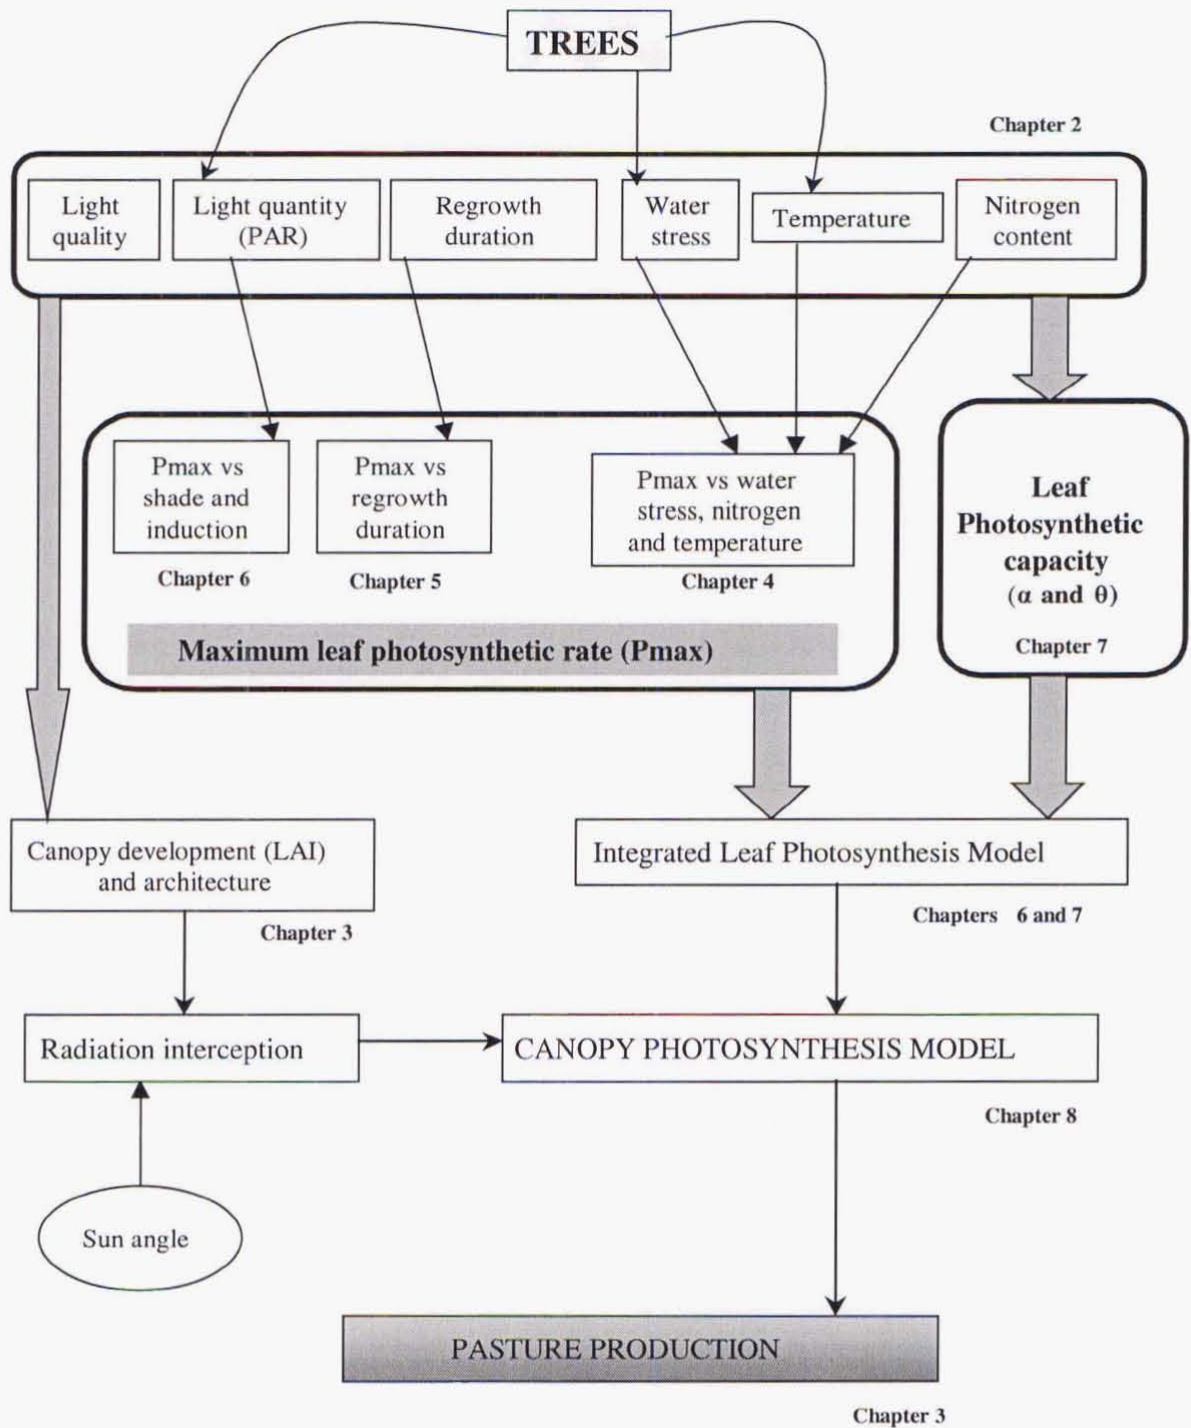 TREES
Chapter 2
Light
quality
Light quantity
(PAR)
Regrowth
duration
Water
stress
Temperature
Nitrogen
content
Pmax vs
shade and
induction
Chapter 6
Pmax vs
regrowth
duration
Chapter 5
Pmax vs water
stress, nitrogen
and temperature
Chapter 4
Maximum leaf photosynthetic rate (Pmax)
Leaf
Photosynthetic
capacity
(α and θ)
Chapter 7
Canopy development (LAI)
and architecture
Chapter 3
Integrated Leaf Photosynthesis Model
Chapters 6 and 7
Radiation interception
CANOPY PHOTOSYNTHESIS MODEL
Chapter 8
Sun angle
PASTURE PRODUCTION
Chapter 3